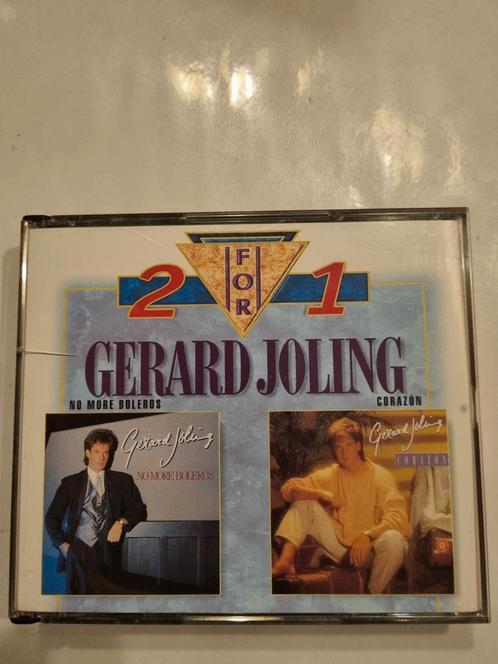 2 FOR 1
GERARD JOLING
NO MORE BOLEROS
CORAZÓN
Gerard Joling
NO MORE BOLEROS
Gerard Joling
CORAZÓN